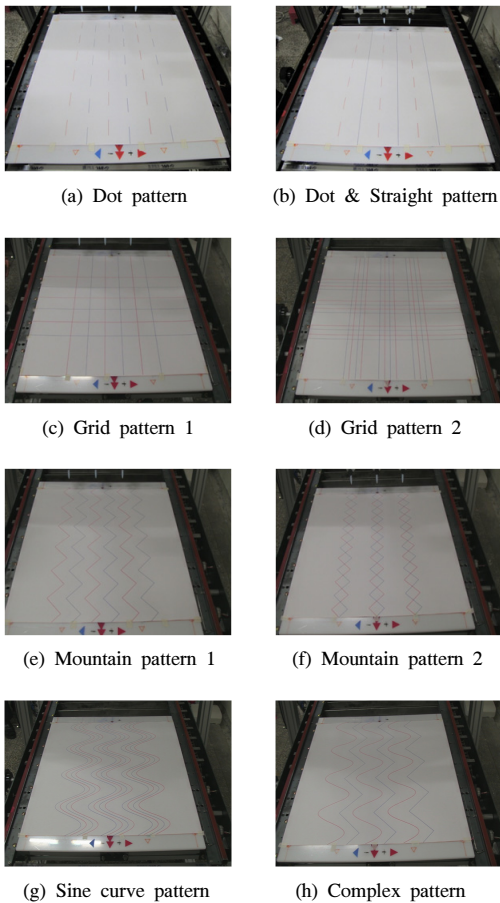 (a) Dot pattern
(b) Dot & Straight pattern
(c) Grid pattern 1
(d) Grid pattern 2
(e) Mountain pattern 1
(f) Mountain pattern 2
(g) Sine curve pattern
(h) Complex pattern